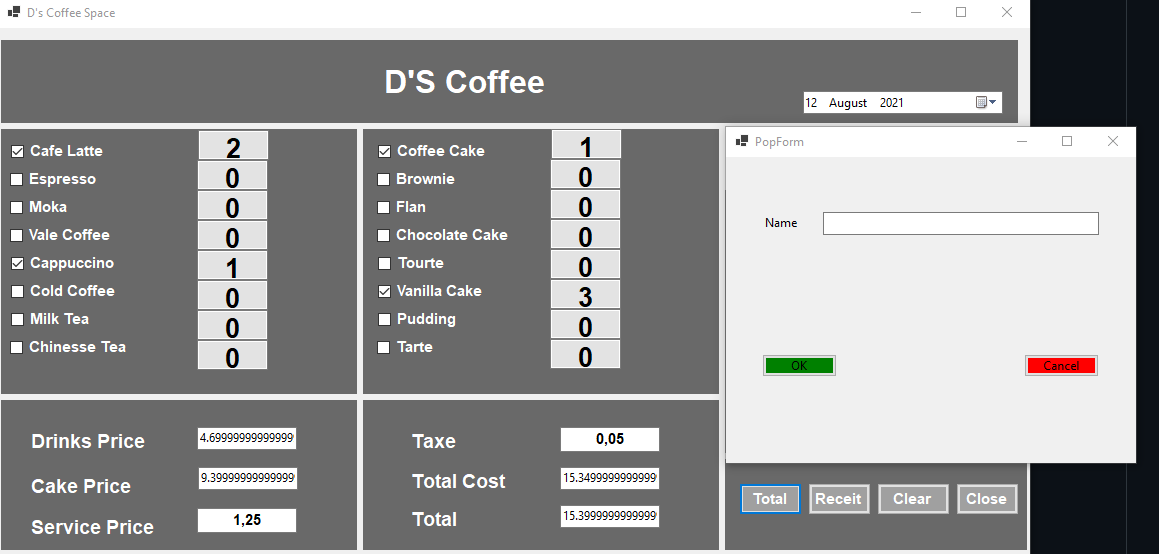 D's Coffee Space
D'S Coffee
12 August 2021
Cafe Latte 2
Espresso 0
Moka 0
Vale Coffee 0
Cappuccino 1
Cold Coffee 0
Milk Tea 0
Chinesse Tea 0
Coffee Cake 1
Brownie 0
Flan 0
Chocolate Cake 0
Tourte 0
Vanilla Cake 3
Pudding 0
Tarte 0
PopForm
Name
OK Cancel
Drinks Price 4.69999999999999
Cake Price 9.39999999999999
Service Price 1,25
Taxe 0,05
Total Cost 15.3499999999999
Total 15.3999999999999
Total Receit Clear Close